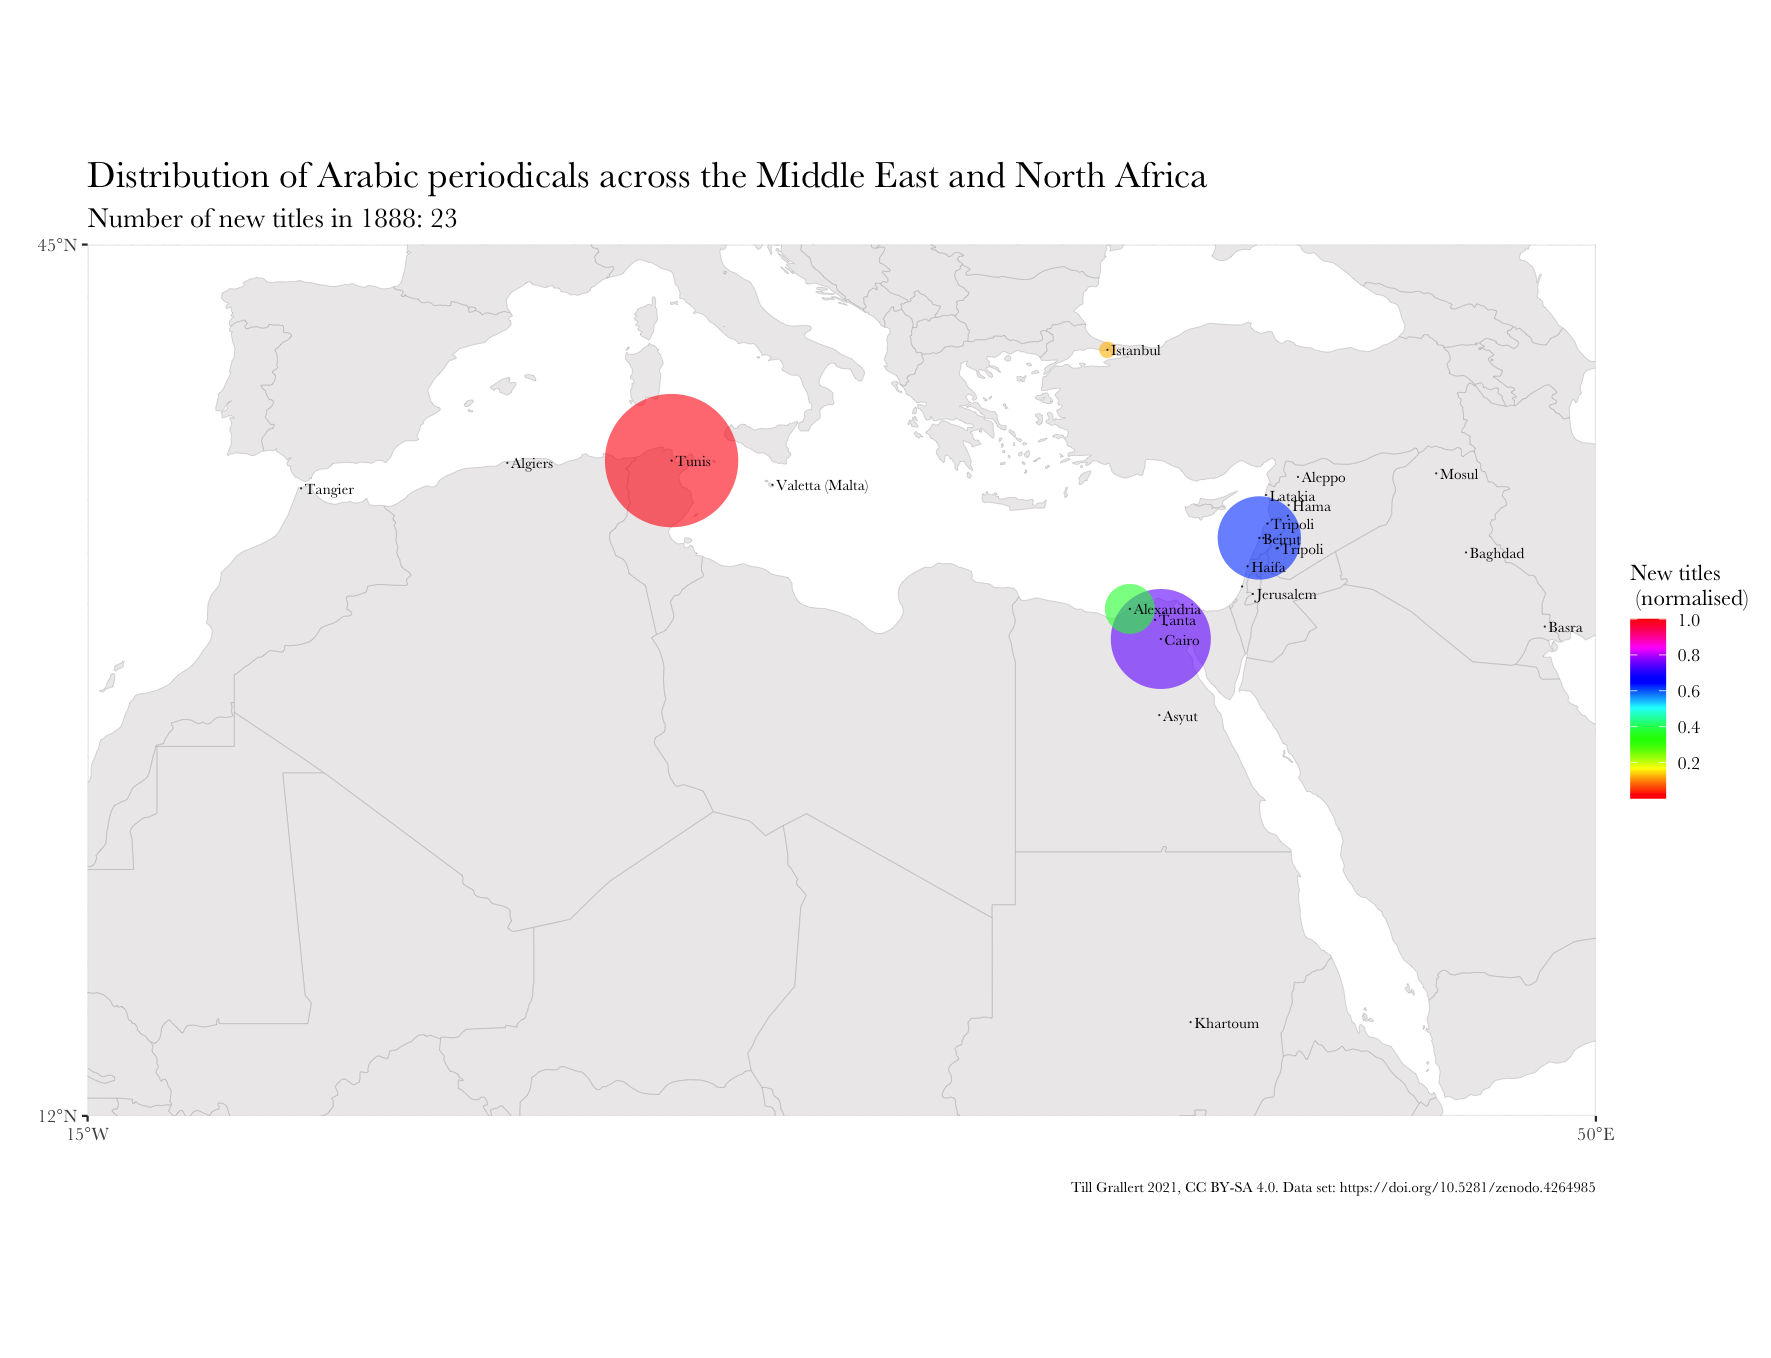 Distribution of Arabic periodicals across the Middle East and North Africa
Number of new titles in 1888: 23
45°N
Istanbul
Algiers
Tunis
Aleppo
Mosul
Tangier
Valetta (Malta)
Latakia
Hama
Tripoli
Beirut
Tripoli
Baghdad
Haifa
Jerusalem
Alexandria
Tanta
Cairo
Basra
Asyut
Khartoum
New titles
(normalised)
1.0
0.8
0.6
0.4
0.2
12°N
15°W
50°E
Till Grallert 2021, CC BY-SA 4.0. Data set: https://doi.org/10.5281/zenodo.4264985